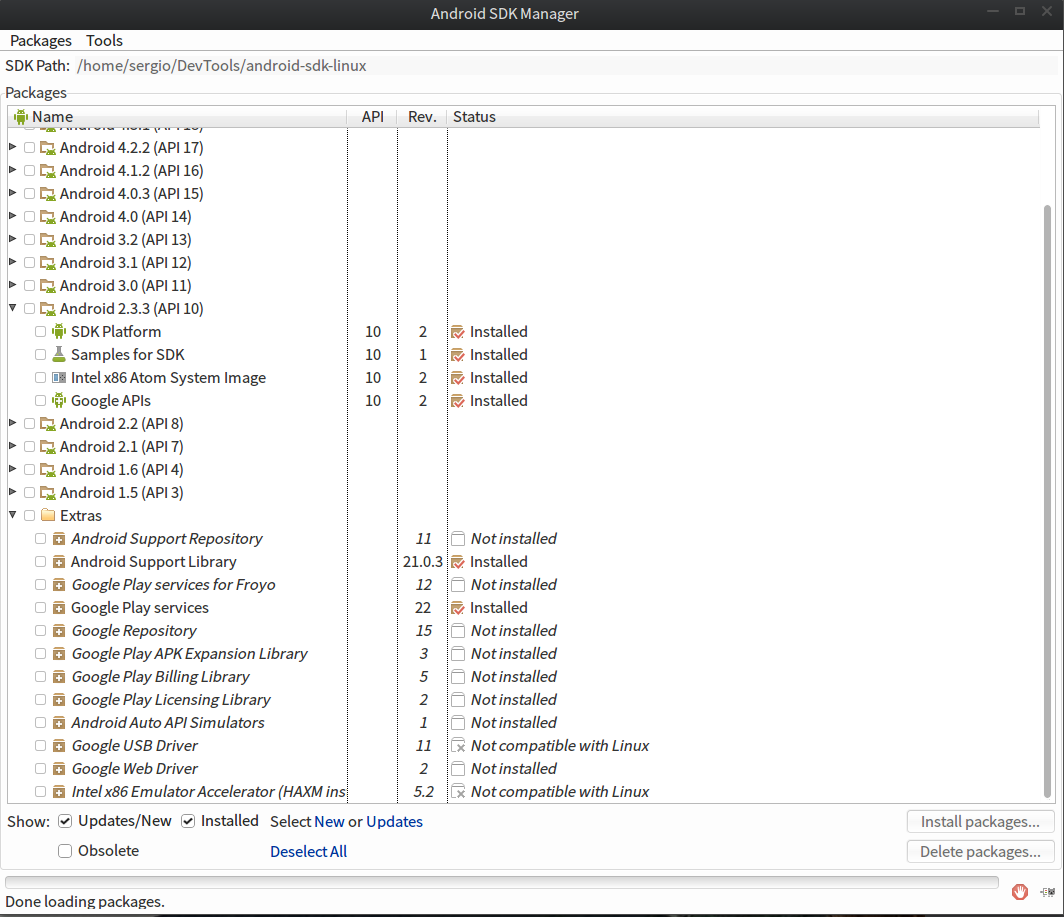 Android SDK Manager
Packages Tools
SDK Path: /home/sergio/DevTools/android-sdk-linux
Packages
Name API Rev. Status
Android 4.3.1 (API 18)
Android 4.2.2 (API 17)
Android 4.1.2 (API 16)
Android 4.0.3 (API 15)
Android 4.0 (API 14)
Android 3.2 (API 13)
Android 3.1 (API 12)
Android 3.0 (API 11)
Android 2.3.3 (API 10)
SDK Platform 10 2 Installed
Samples for SDK 10 1 Installed
Intel x86 Atom System Image 10 2 Installed
Google APIs 10 2 Installed
Android 2.2 (API 8)
Android 2.1 (API 7)
Android 1.6 (API 4)
Android 1.5 (API 3)
Extras
Android Support Repository 11 Not installed
Android Support Library 21.0.3 Installed
Google Play services for Froyo 12 Not installed
Google Play services 22 Installed
Google Repository 15 Not installed
Google Play APK Expansion Library 3 Not installed
Google Play Billing Library 5 Not installed
Google Play Licensing Library 2 Not installed
Android Auto API Simulators 1 Not installed
Google USB Driver 11 Not compatible with Linux
Google Web Driver 2 Not installed
Intel x86 Emulator Accelerator (HAXM ins 5.2 Not compatible with Linux
Show: Updates/New Installed Select New or Updates Install packages...
Obsolete Deselect All Delete packages...
Done loading packages.